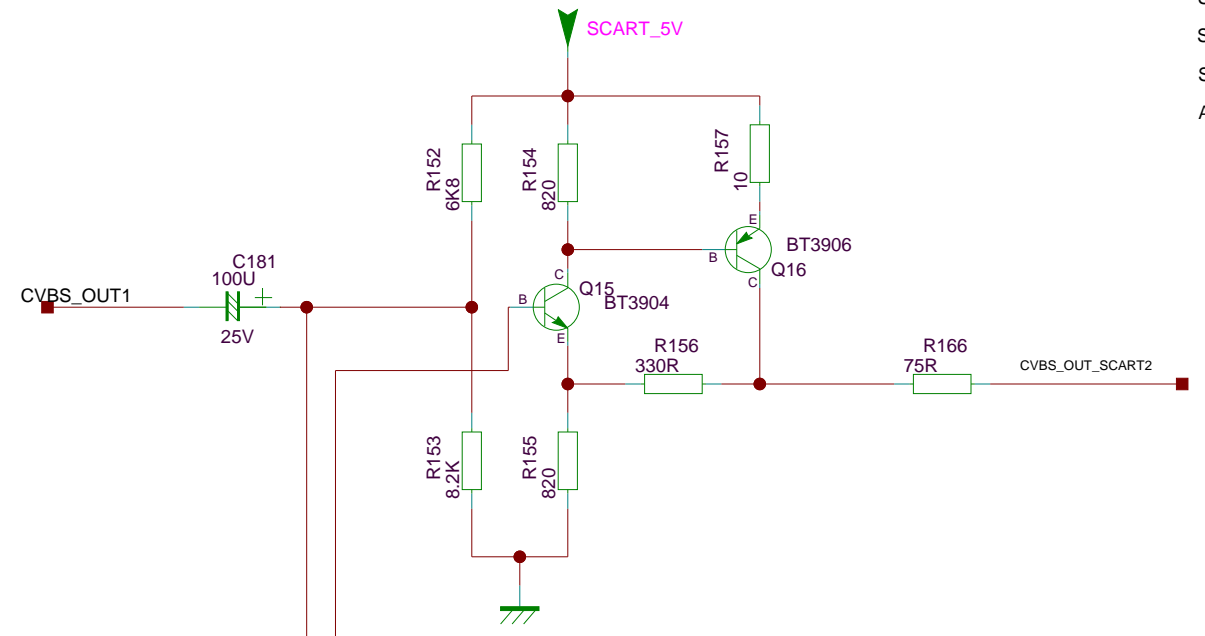 SCART_5V
S
S
A
R152
6K8
R154
820
R157
10
E
B
BT3906
Q16
C
C181
100U
CVBS_OUT1
25V
C
Q15
B
BT3904
E
R156
330R
R166
75R
CVBS_OUT_SCART2
R153
8.2K
R155
820